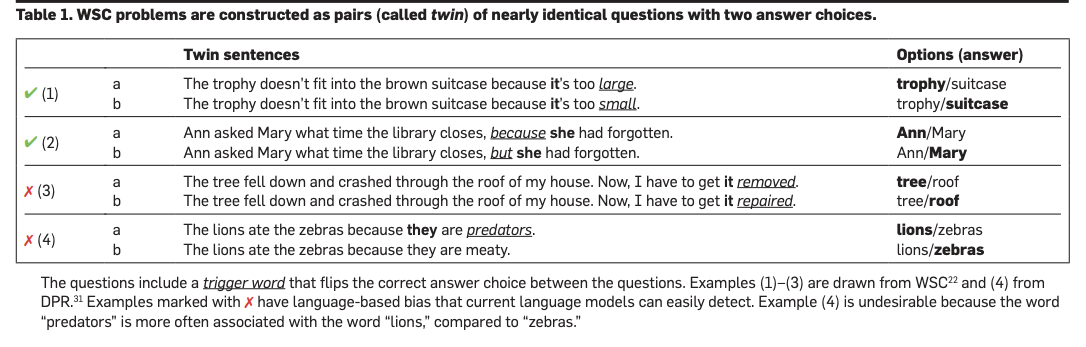 Table 1. WSC problems are constructed as pairs (called twin) of nearly identical questions with two answer choices.
Twin sentences Options (answer)
✔ (1) a The trophy doesn't fit into the brown suitcase because it's too large. trophy/suitcase
b The trophy doesn't fit into the brown suitcase because it's too small. trophy/suitcase
✔ (2) a Ann asked Mary what time the library closes, because she had forgotten. Ann/Mary
b Ann asked Mary what time the library closes, but she had forgotten. Ann/Mary
✗ (3) a The tree fell down and crashed through the roof of my house. Now, I have to get it removed. tree/roof
b The tree fell down and crashed through the roof of my house. Now, I have to get it repaired. tree/roof
✗ (4) a The lions ate the zebras because they are predators. lions/zebras
b The lions ate the zebras because they are meaty. lions/zebras
The questions include a trigger word that flips the correct answer choice between the questions. Examples (1)–(3) are drawn from WSC²² and (4) from
DPR.³¹ Examples marked with ✗ have language-based bias that current language models can easily detect. Example (4) is undesirable because the word
"predators" is more often associated with the word "lions," compared to "zebras."